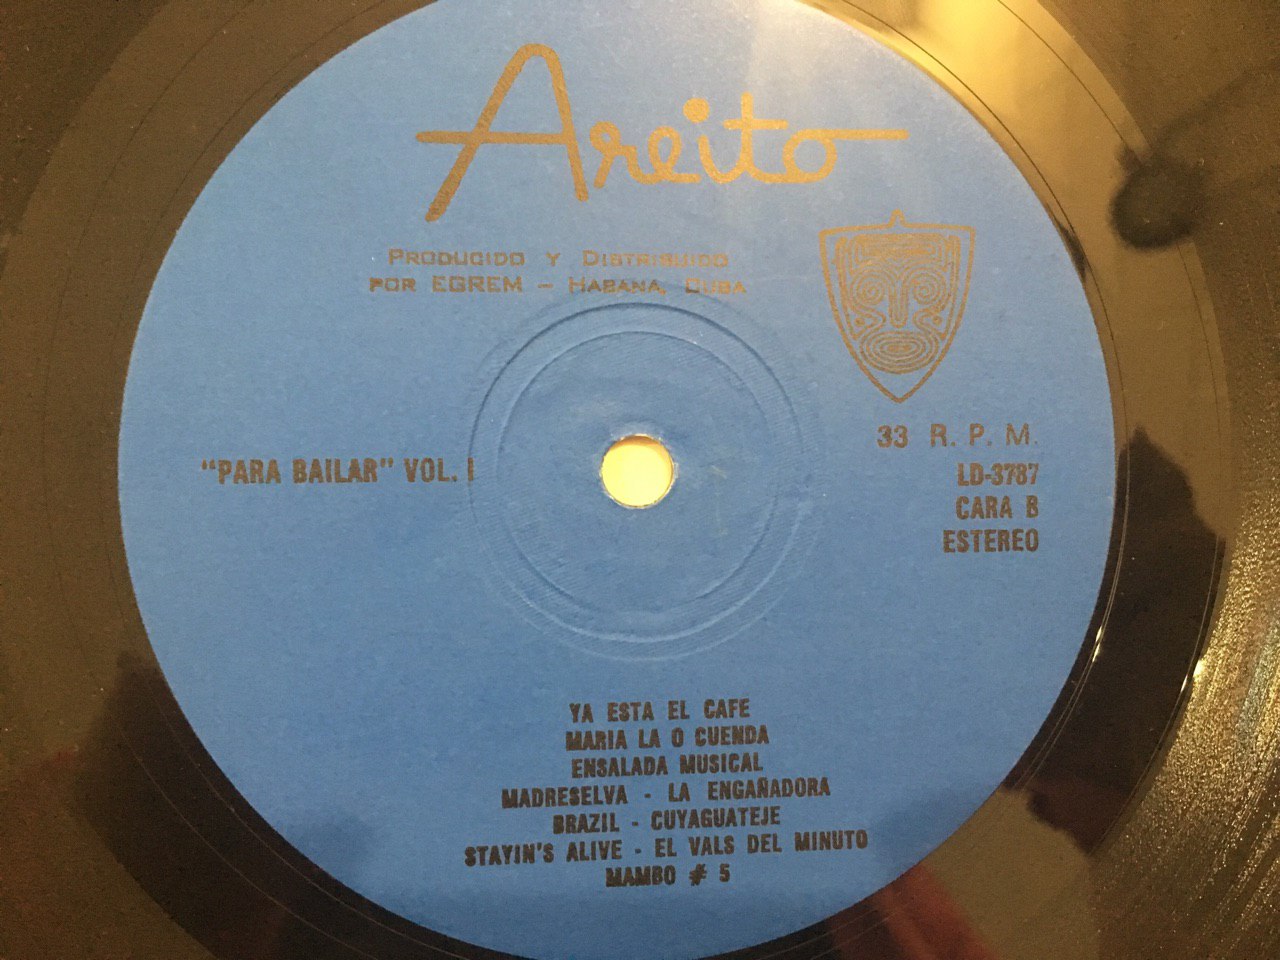 Areito
PRODUCIDO Y DISTRIBUIDO
POR EGREM – HABANA, CUBA
33 R. P. M.
"PARA BAILAR" VOL. I
LD-3787
CARA B
ESTEREO
YA ESTA EL CAFE
MARIA LA O CUENDA
ENSALADA MUSICAL
MADRESELVA - LA ENGAÑADORA
BRAZIL - CUYAGUATEJE
STAYIN'S ALIVE - EL VALS DEL MINUTO
MAMBO # 5